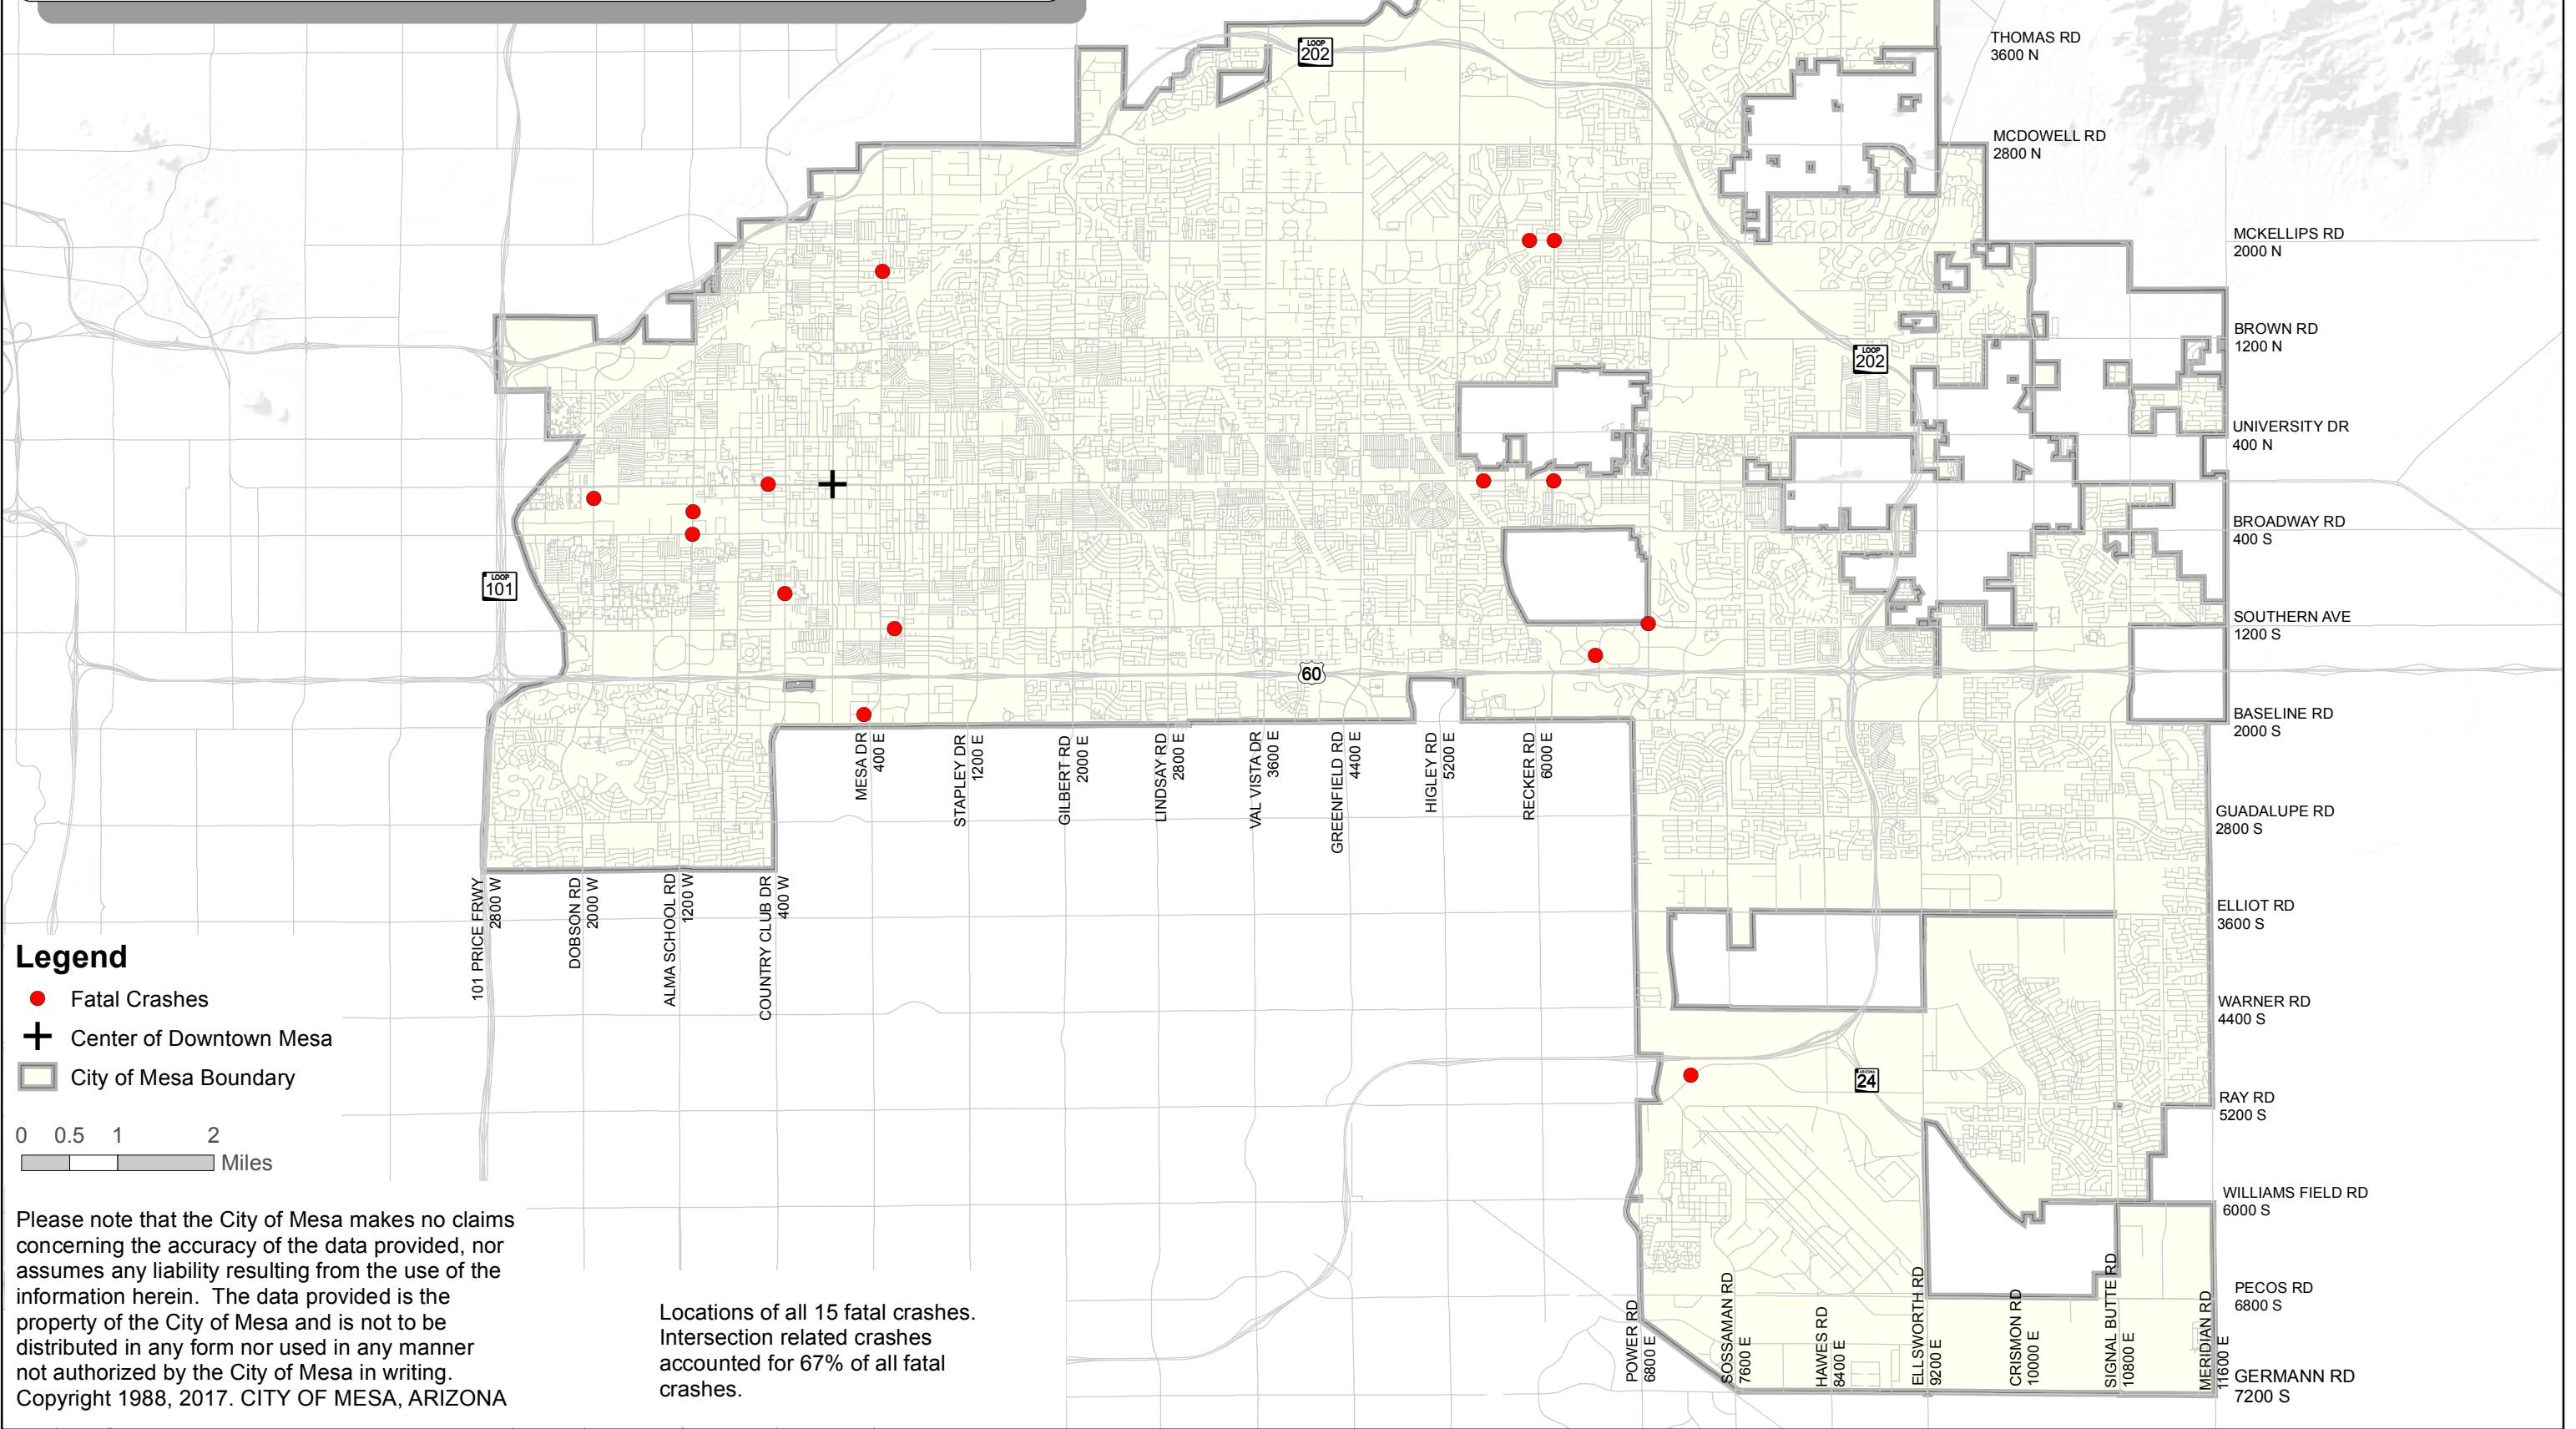 THOMAS RD
3600 N
LOOP
202
MCDOWELL RD
2800 N
MCKELLIPS RD
2000 N
BROWN RD
1200 N
LOOP
202
UNIVERSITY DR
400 N
BROADWAY RD
400 S
LOOP
101
SOUTHERN AVE
1200 S
60
BASELINE RD
2000 S
MESA DR
400 E
STAPLEY DR
1200 E
GILBERT RD
2000 E
LINDSAY RD
2800 E
VAL VISTA DR
3600 E
GREENFIELD RD
4400 E
HIGLEY RD
5200 E
RECKER RD
6000 E
GUADALUPE RD
2800 S
101 PRICE FRWY
2800 W
DOBSON RD
2000 W
ALMA SCHOOL RD
1200 W
COUNTRY CLUB DR
400 W
ELLIOT RD
3600 S
WARNER RD
4400 S
ARIZONA
24
RAY RD
5200 S
WILLIAMS FIELD RD
6000 S
PECOS RD
6800 S
POWER RD
6800 E
SOSSAMAN RD
7600 E
HAWES RD
8400 E
ELLSWORTH RD
9200 E
CRISMON RD
10000 E
SIGNAL BUTTE RD
10800 E
MERIDIAN RD
11600 E
GERMANN RD
7200 S
Legend
Fatal Crashes
Center of Downtown Mesa
City of Mesa Boundary
0 0.5 1 2
Miles
Please note that the City of Mesa makes no claims
concerning the accuracy of the data provided, nor
assumes any liability resulting from the use of the
information herein. The data provided is the
property of the City of Mesa and is not to be
distributed in any form nor used in any manner
not authorized by the City of Mesa in writing.
Copyright 1988, 2017. CITY OF MESA, ARIZONA
Locations of all 15 fatal crashes.
Intersection related crashes
accounted for 67% of all fatal
crashes.